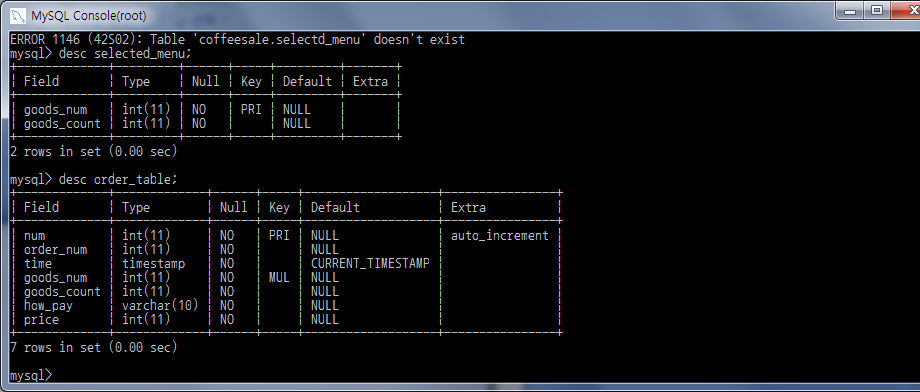 MySQL Console(root)
ERROR 1146 (42S02): Table 'coffeesale.selectd_menu' doesn't exist
mysql> desc selected_menu;
+-------------+---------+------+-----+---------+-------+
| Field       | Type    | Null | Key | Default | Extra |
+-------------+---------+------+-----+---------+-------+
| goods_num   | int(11) | NO   | PRI | NULL    |       |
| goods_count | int(11) | NO   |     | NULL    |       |
+-------------+---------+------+-----+---------+-------+
2 rows in set (0.00 sec)
mysql> desc order_table;
+-------------+-------------+------+-----+-------------------+----------------+
| Field       | Type        | Null | Key | Default           | Extra          |
+-------------+-------------+------+-----+-------------------+----------------+
| num         | int(11)     | NO   | PRI | NULL              | auto_increment |
| order_num   | int(11)     | NO   |     | NULL              |                |
| time        | timestamp   | NO   |     | CURRENT_TIMESTAMP |                |
| goods_num   | int(11)     | NO   | MUL | NULL              |                |
| goods_count | int(11)     | NO   |     | NULL              |                |
| how_pay     | varchar(10) | NO   |     | NULL              |                |
| price       | int(11)     | NO   |     | NULL              |                |
+-------------+-------------+------+-----+-------------------+----------------+
7 rows in set (0.00 sec)
mysql>